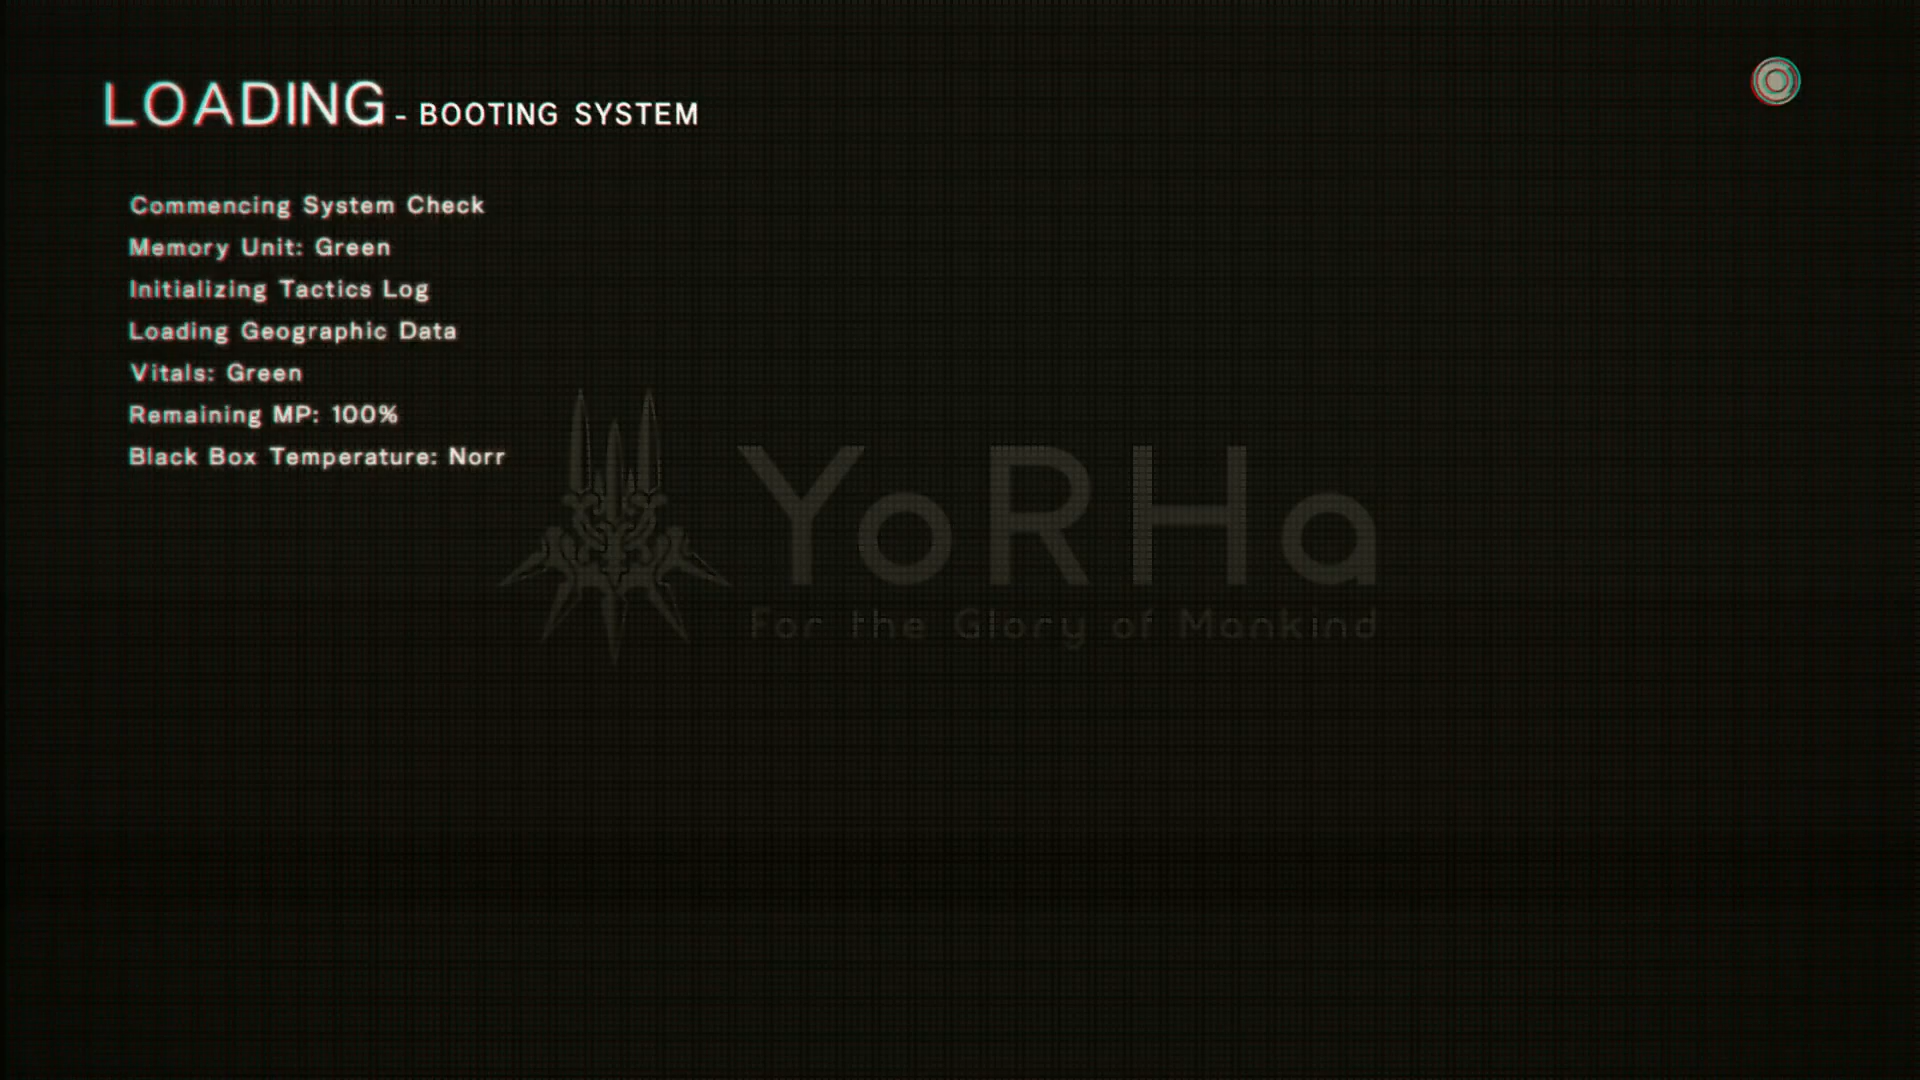 LOADING - BOOTING SYSTEM
Commencing System Check
Memory Unit: Green
Initializing Tactics Log
Loading Geographic Data
Vitals: Green
Remaining MP: 100%
Black Box Temperature: Norr
YoRHa
For the Glory of Mankind